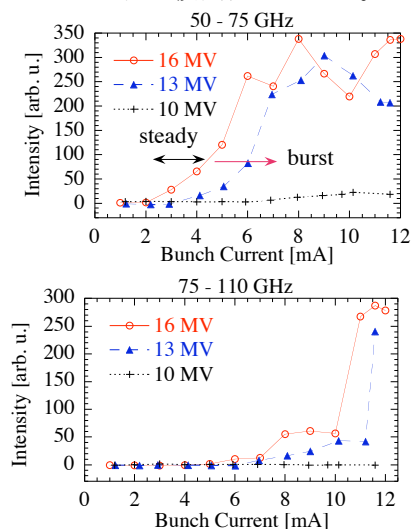 50 - 75 GHz
350
300
250
200
150
100
50
0
Intensity [arb. u.]
16 MV
13 MV
10 MV
steady
burst
0 2 4 6 8 10 12
Bunch Current [mA]
75 - 110 GHz
300
250
200
150
100
50
0
Intensity [arb. u.]
16 MV
13 MV
10 MV
0 2 4 6 8 10 12
Bunch Current [mA]